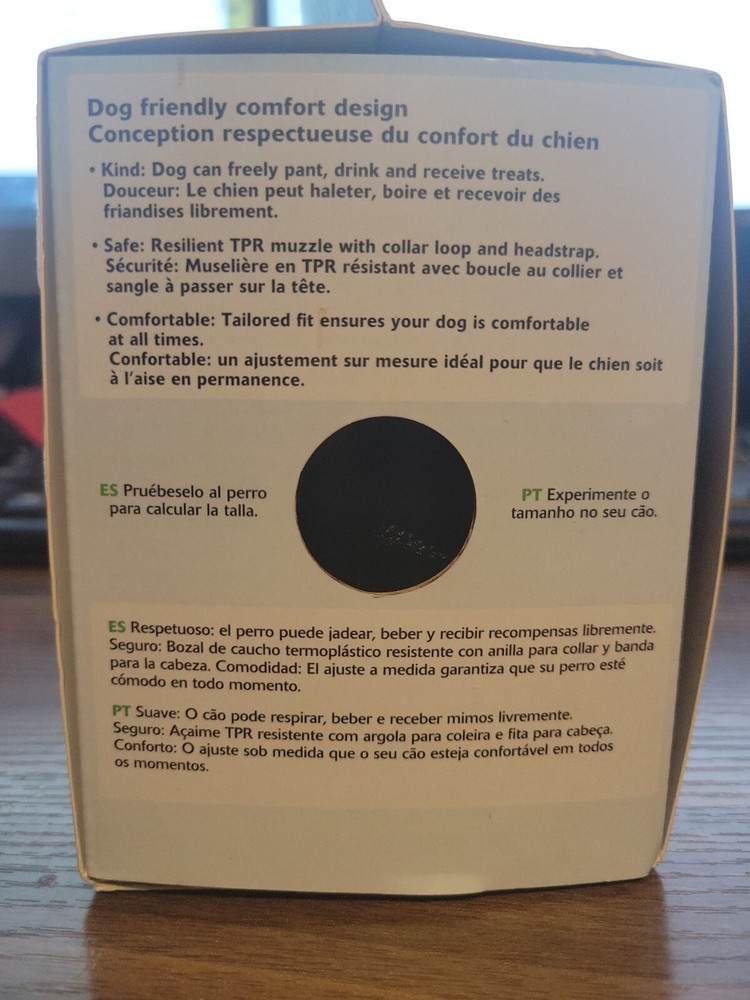 Dog friendly comfort design
Conception respectueuse du confort du chien
• Kind: Dog can freely pant, drink and receive treats.
Douceur: Le chien peut haleter, boire et recevoir des
friandises librement.
• Safe: Resilient TPR muzzle with collar loop and headstrap.
Sécurité: Muselière en TPR résistant avec boucle au collier et
sangle à passer sur la tête.
• Comfortable: Tailored fit ensures your dog is comfortable
at all times.
Confortable: un ajustement sur mesure idéal pour que le chien soit
à l'aise en permanence.
ES Pruébeselo al perro
para calcular la talla.
PT Experimente o
tamanho no seu cão.
ES Respetuoso: el perro puede jadear, beber y recibir recompensas libremente.
Seguro: Bozal de caucho termoplástico resistente con anilla para collar y banda
para la cabeza. Comodidad: El ajuste a medida garantiza que su perro esté
cómodo en todo momento.
PT Suave: O cão pode respirar, beber e receber mimos livremente.
Seguro: Açaime TPR resistente com argola para coleira e fita para cabeça.
Conforto: O ajuste sob medida que o seu cão esteja confortável em todos
os momentos.